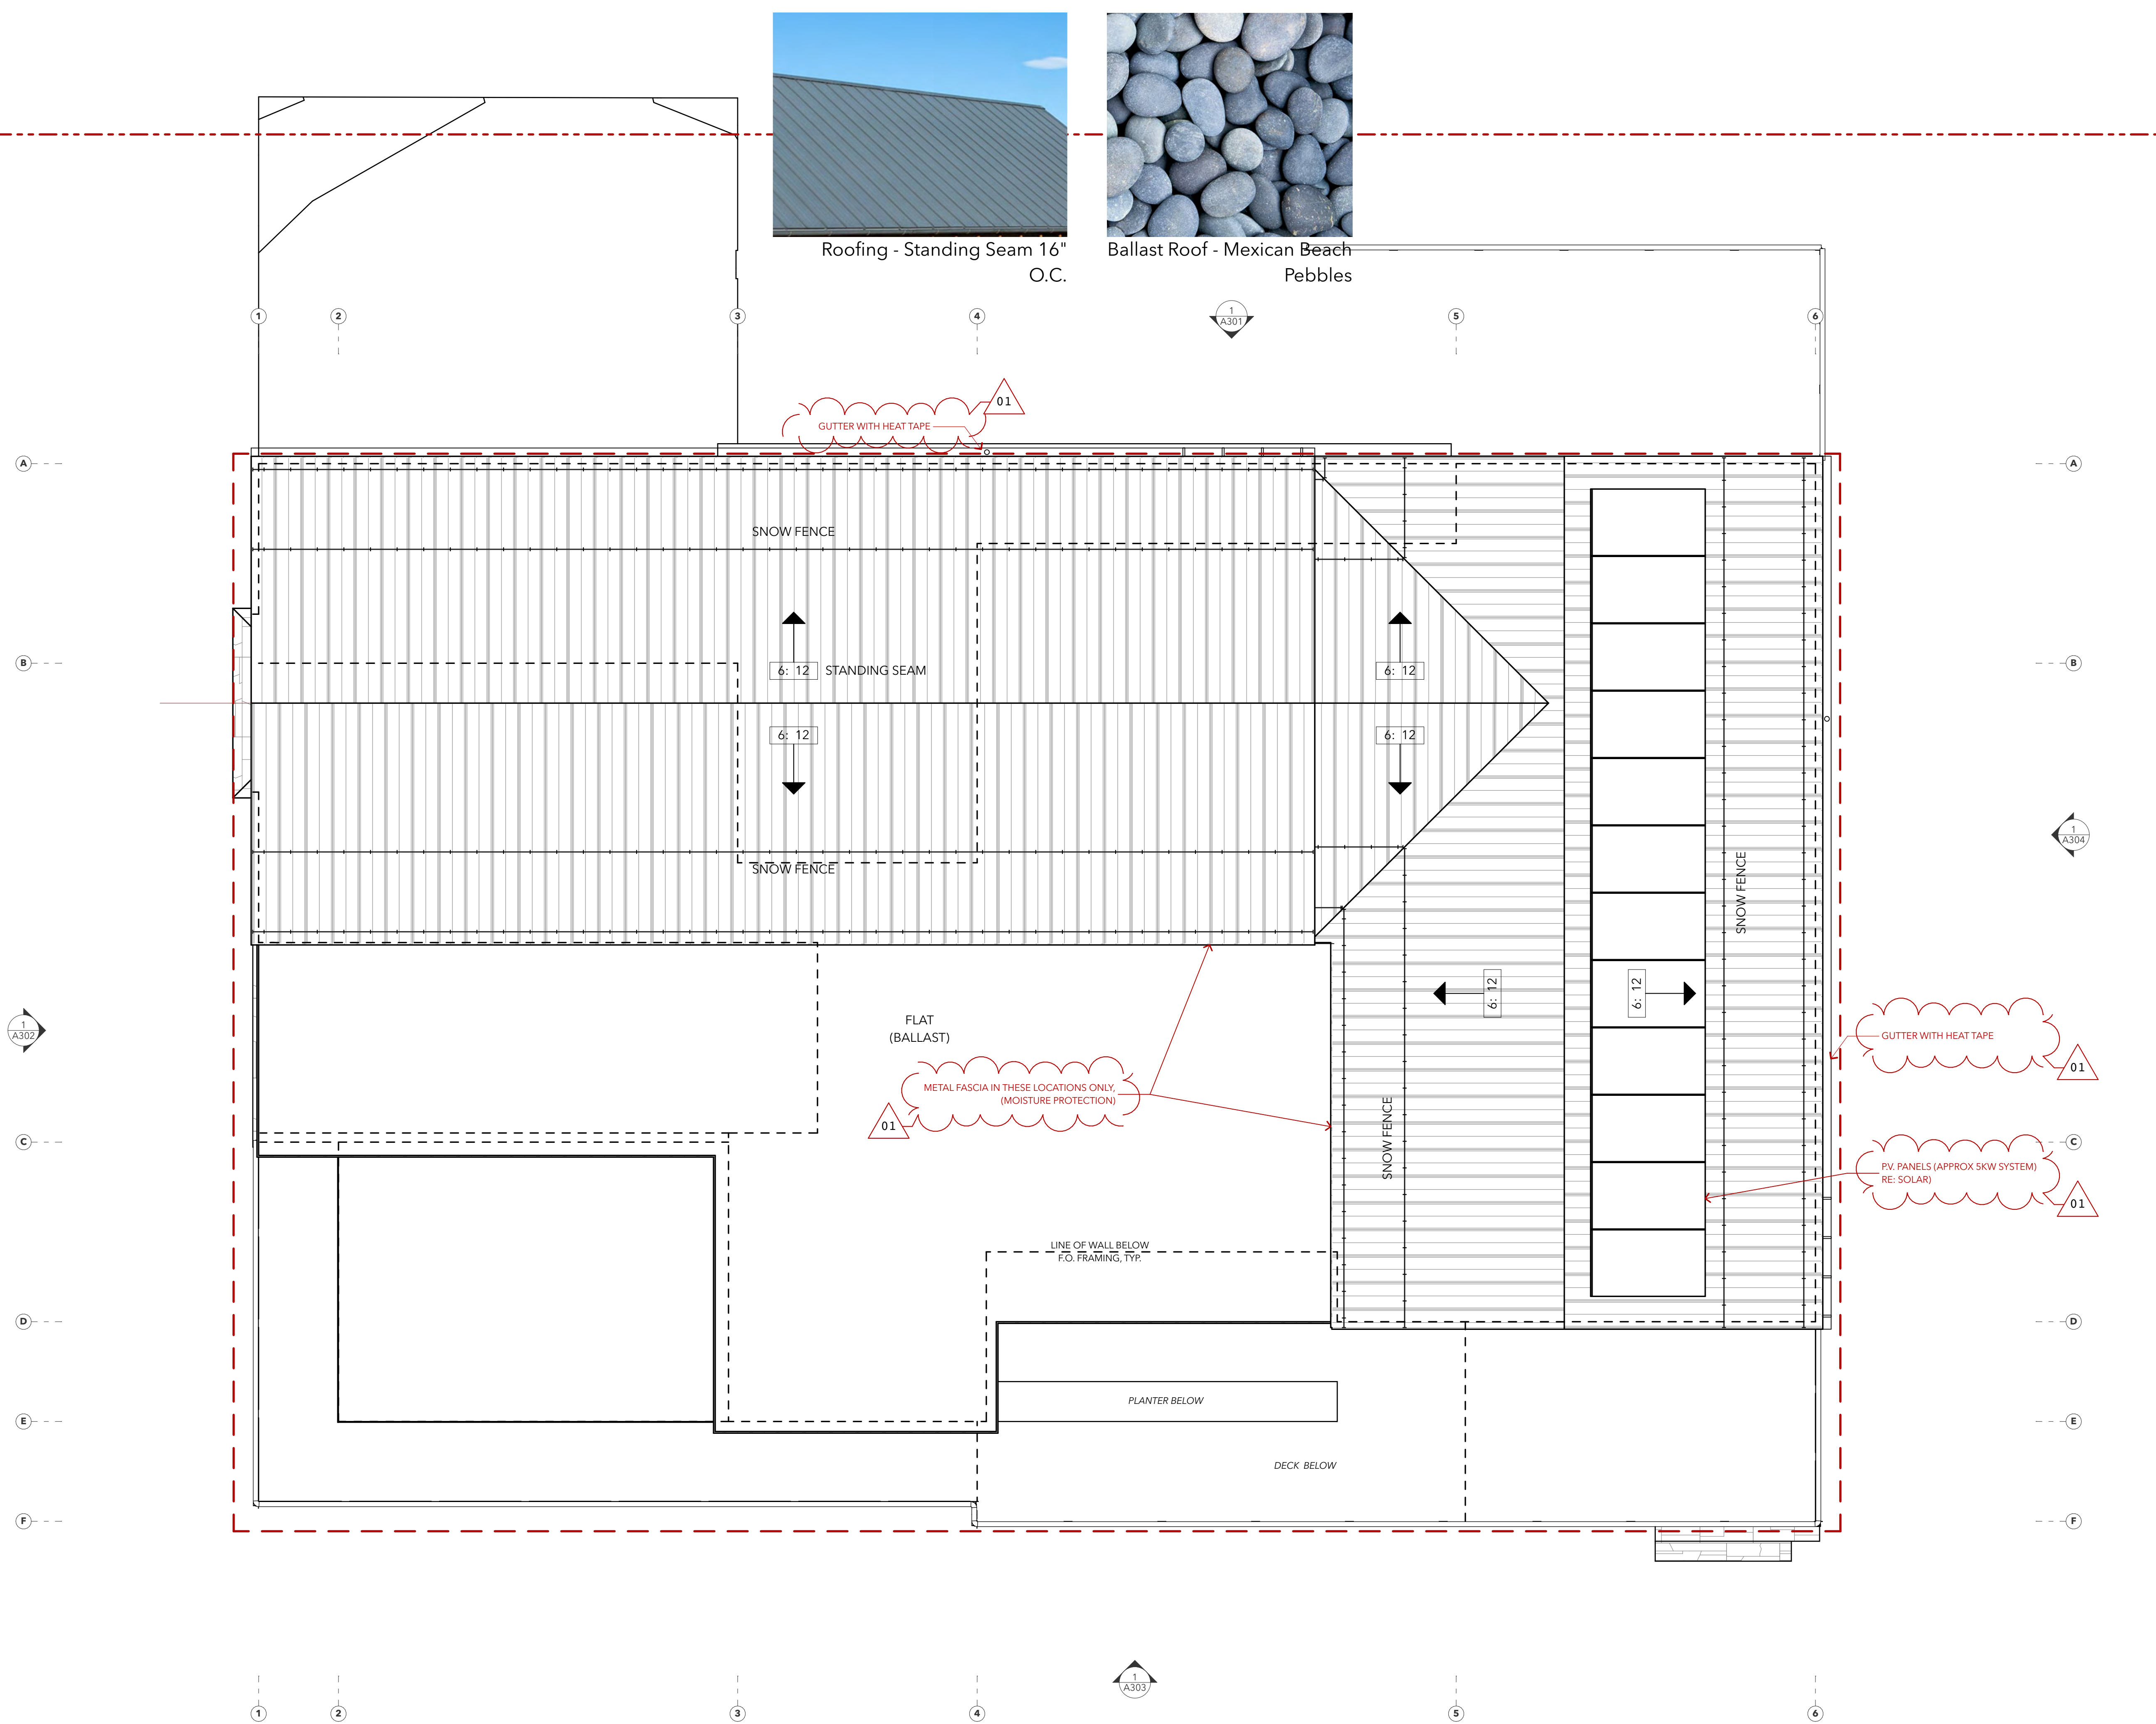 Roofing - Standing Seam 16"
O.C.
Ballast Roof - Mexican Beach
Pebbles
1
2
3
4
1
A301
5
6
01
GUTTER WITH HEAT TAPE
A
A
SNOW FENCE
B
B
6: 12
STANDING SEAM
6: 12
6: 12
6: 12
1
A304
SNOW FENCE
SNOW FENCE
6: 12
6: 12
1
A302
FLAT
(BALLAST)
GUTTER WITH HEAT TAPE
01
METAL FASCIA IN THESE LOCATIONS ONLY,
(MOISTURE PROTECTION)
01
SNOW FENCE
C
C
P.V. PANELS (APPROX 5KW SYSTEM)
RE: SOLAR)
01
LINE OF WALL BELOW
F.O. FRAMING, TYP.
D
D
PLANTER BELOW
E
E
DECK BELOW
F
F
1
A303
1
2
3
4
5
6